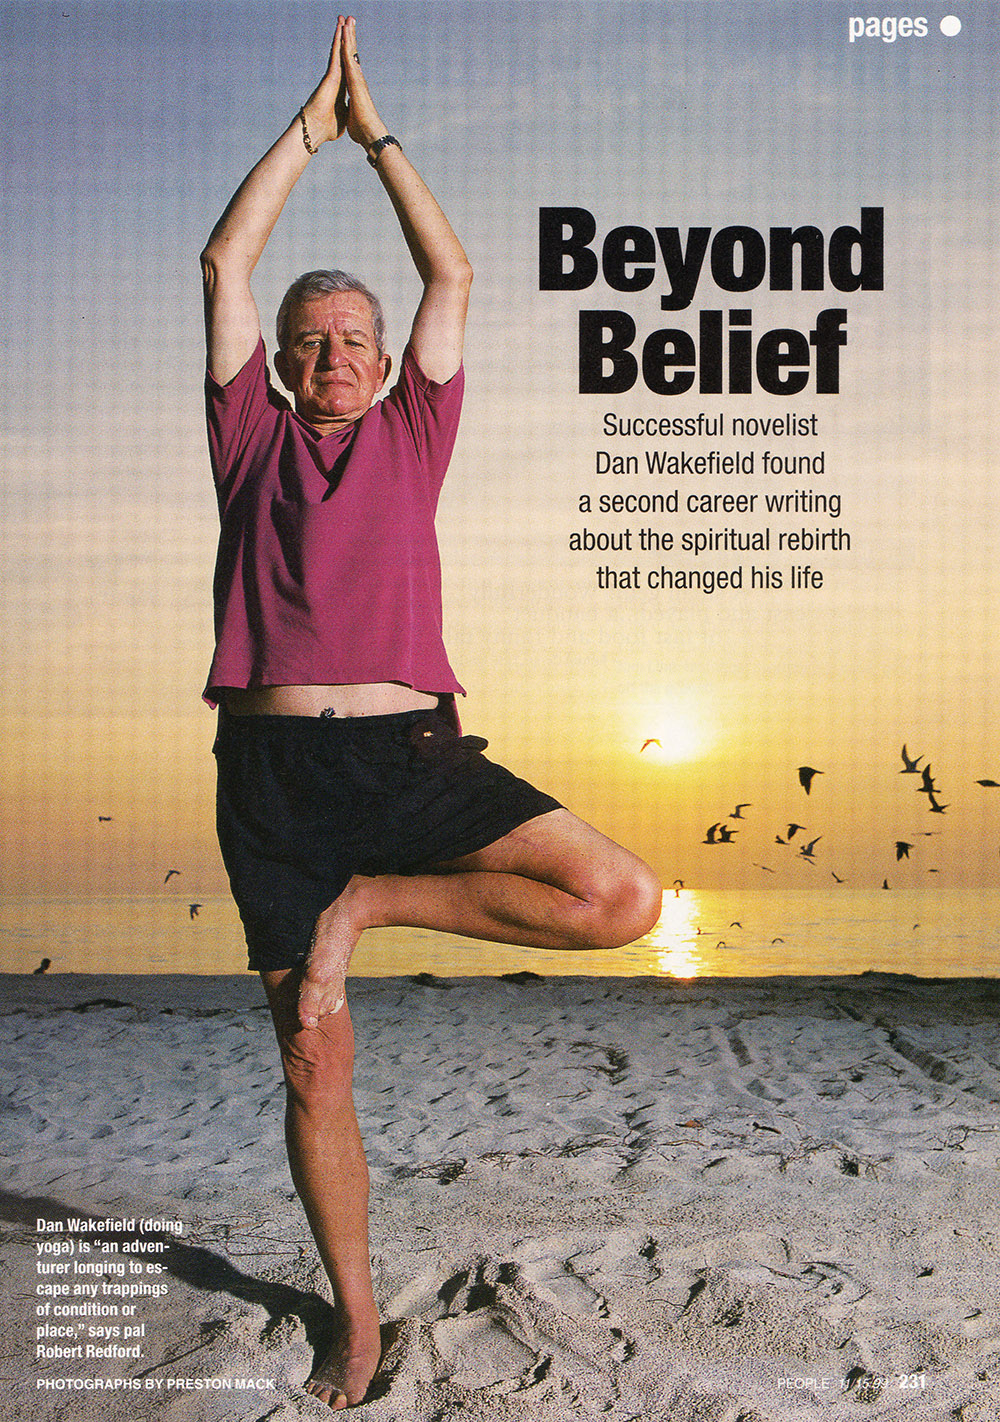 pages
Beyond
Belief
Successful novelist
Dan Wakefield found
a second career writing
about the spiritual rebirth
that changed his life
Dan Wakefield (doing
yoga) is “an adven-
turer longing to es-
cape any trappings
of condition or
place,” says pal
Robert Redford.
PHOTOGRAPHS BY PRESTON MACK
PEOPLE 231